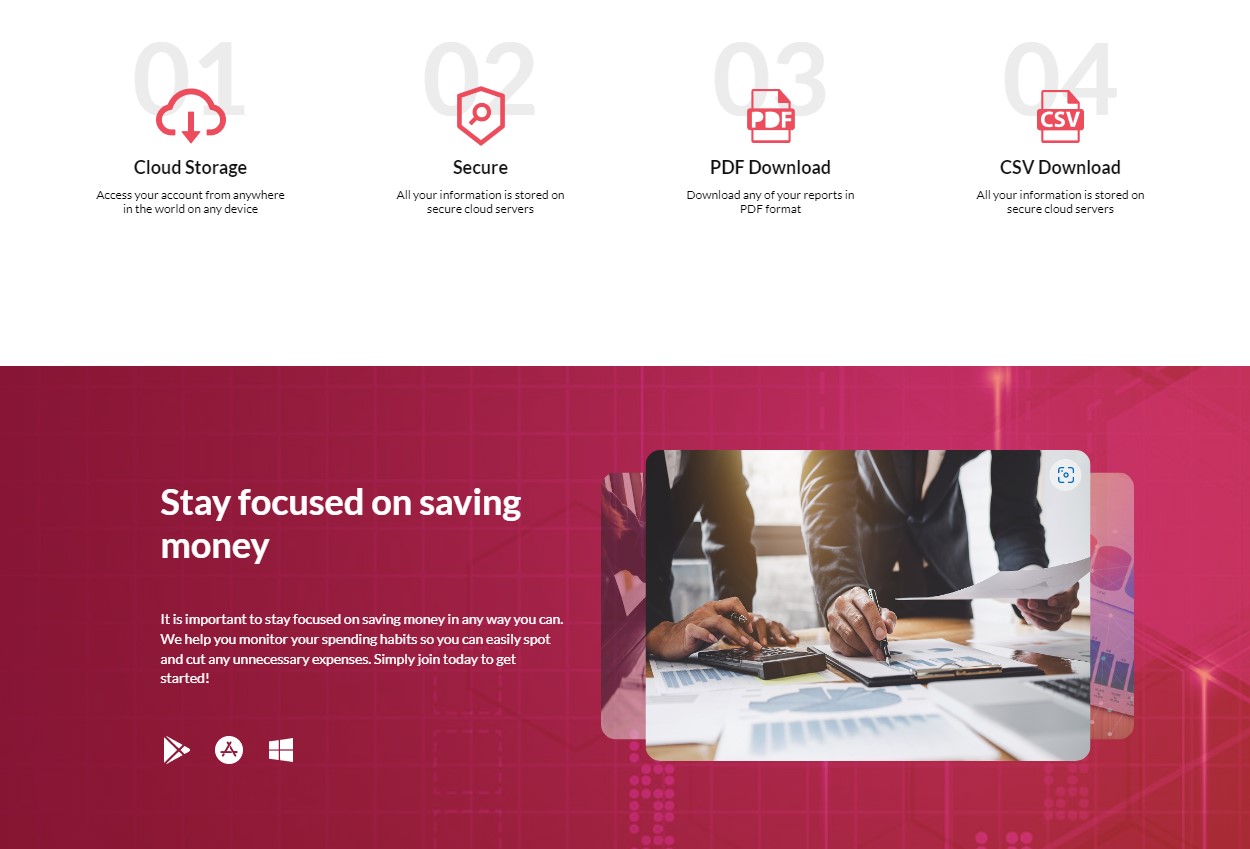 01
02
03
04
PDF
CSV
Cloud Storage
Secure
PDF Download
CSV Download
Access your account from anywhere
in the world on any device
All your information is stored on
secure cloud servers
Download any of your reports in
PDF format
All your information is stored on
secure cloud servers
Stay focused on saving
money
It is important to stay focused on saving money in any way you can.
We help you monitor your spending habits so you can easily spot
and cut any unnecessary expenses. Simply join today to get
started!